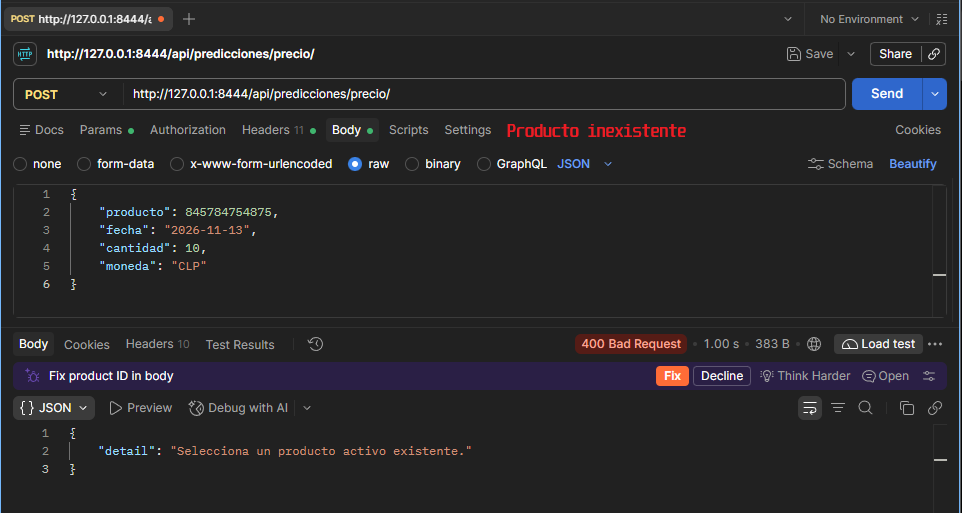 POST http://127.0.0.1:8444/a
No Environment
HTTP http://127.0.0.1:8444/api/predicciones/precio/
Save
Share
POST http://127.0.0.1:8444/api/predicciones/precio/
Send
Docs Params Authorization Headers 11 Body Scripts Settings Producto inexistente Cookies
none form-data x-www-form-urlencoded raw binary GraphQL JSON Schema Beautify
1 {
2 "producto": 845784754875,
3 "fecha": "2026-11-13",
4 "cantidad": 10,
5 "moneda": "CLP"
6 }
Body Cookies Headers 10 Test Results 400 Bad Request • 1.00 s • 383 B • Load test
Fix product ID in body Fix Decline Think Harder Open
{} JSON Preview Debug with AI
1 {
2 "detail": "Selecciona un producto activo existente."
3 }